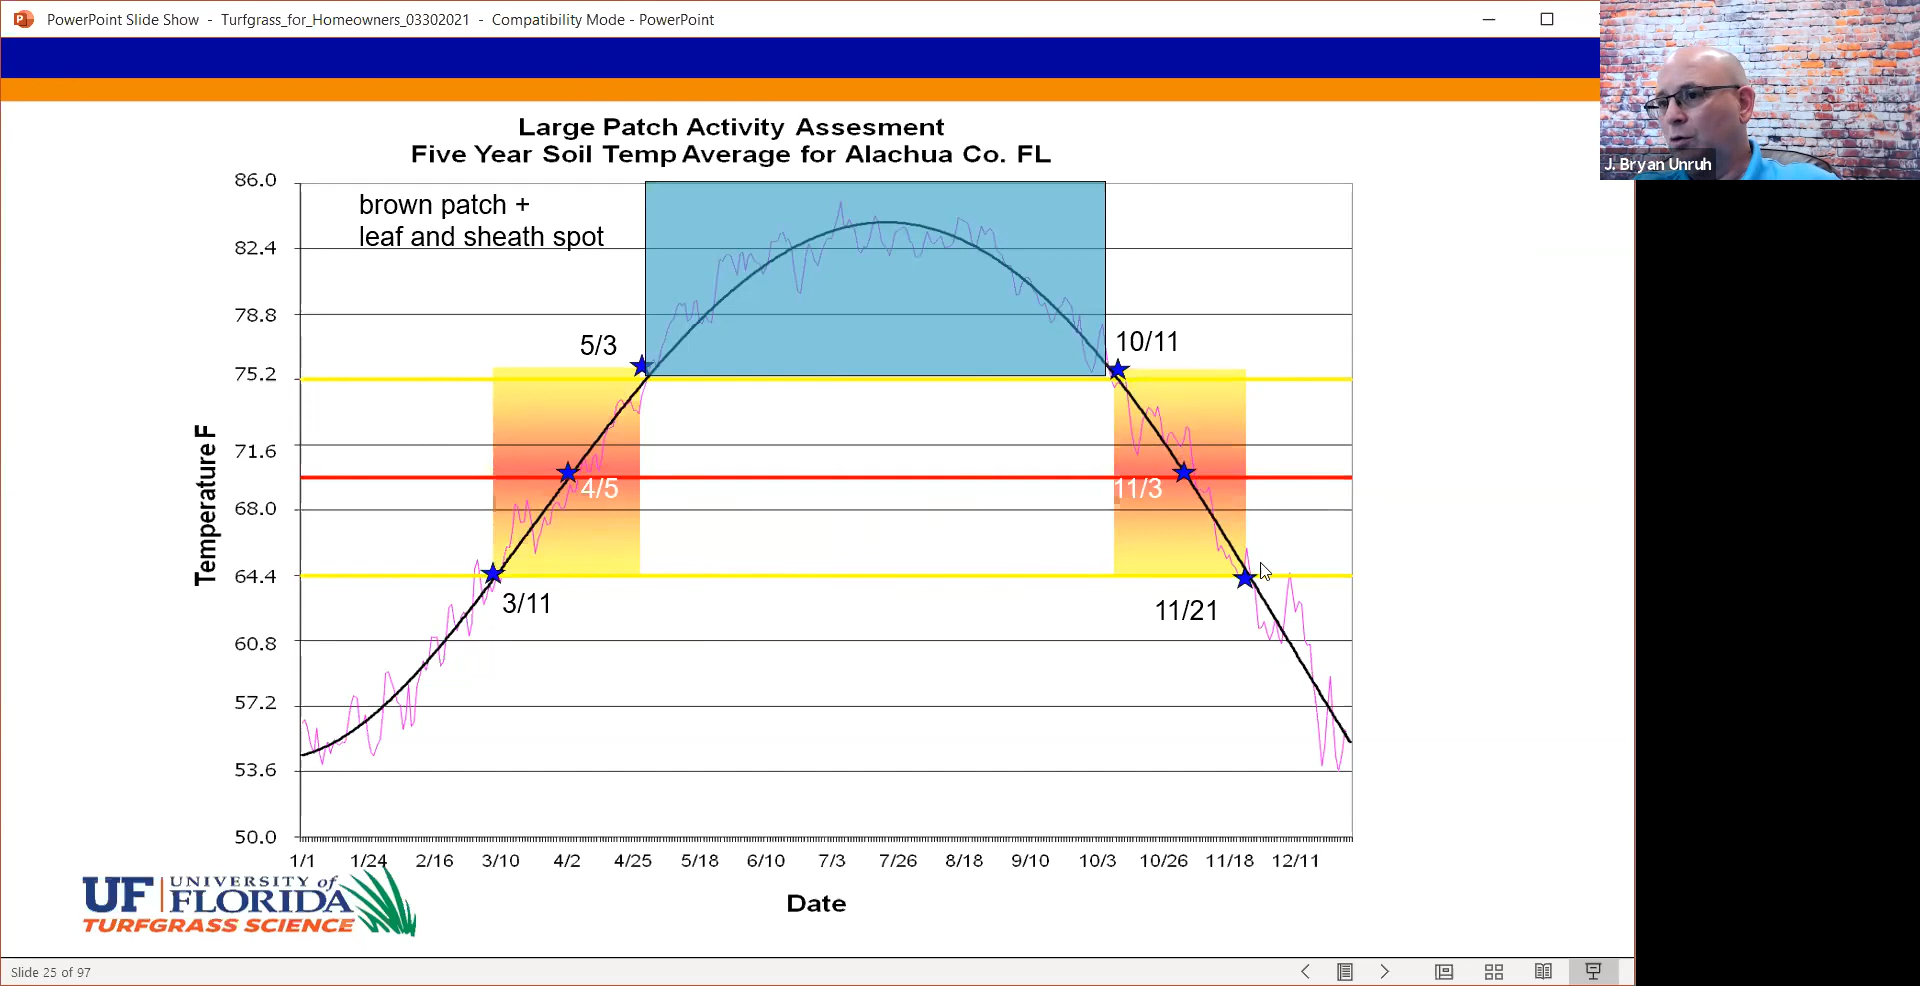 PowerPoint Slide Show - Turfgrass_for_Homeowners_03302021 - Compatibility Mode - PowerPoint
J. Bryan Unruh
Large Patch Activity Assesment
Five Year Soil Temp Average for Alachua Co. FL
brown patch +
leaf and sheath spot
86.0
82.4
78.8
75.2
71.6
68.0
64.4
60.8
57.2
53.6
50.0
Temperature F
5/3
10/11
4/5
11/3
3/11
11/21
1/1 1/24 2/16 3/10 4/2 4/25 5/18 6/10 7/3 7/26 8/18 9/10 10/3 10/26 11/18 12/11
Date
UF UNIVERSITY of
FLORIDA
TURFGRASS SCIENCE
Slide 25 of 97